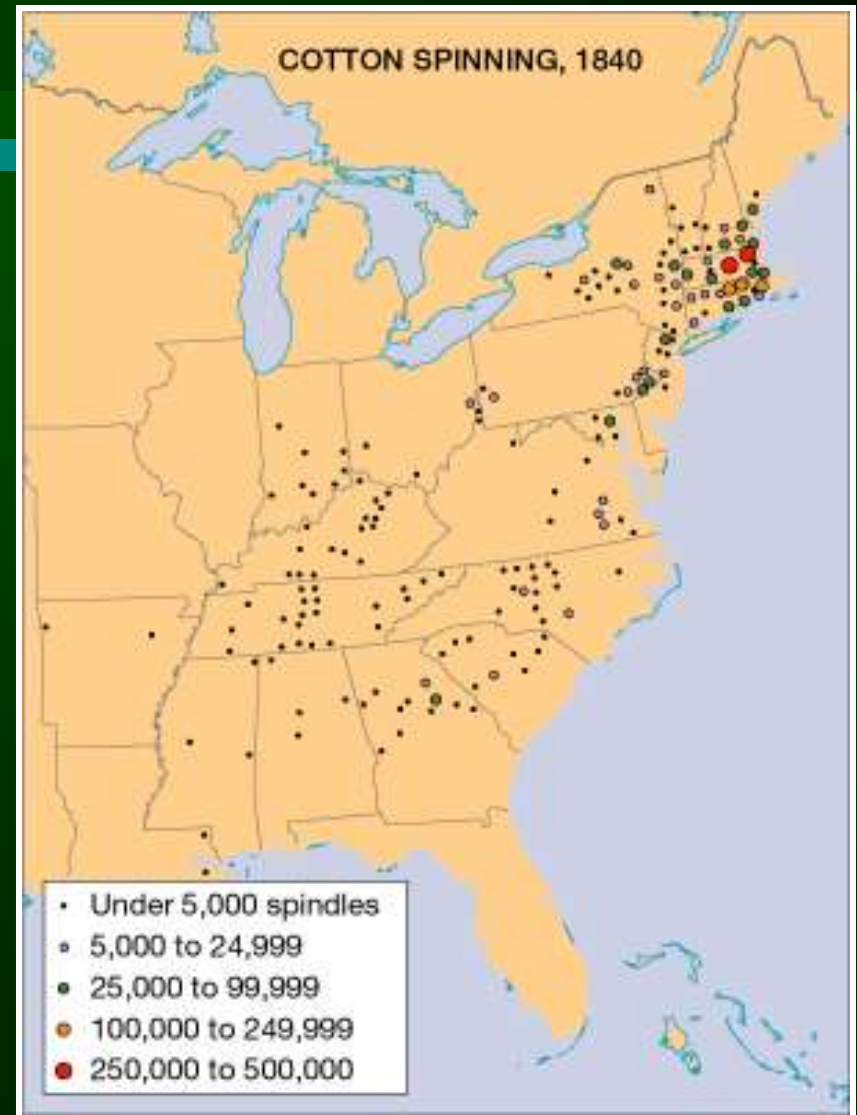 COTTON SPINNING, 1840
Under 5,000 spindles
5,000 to 24,999
25,000 to 99,999
100,000 to 249,999
250,000 to 500,000